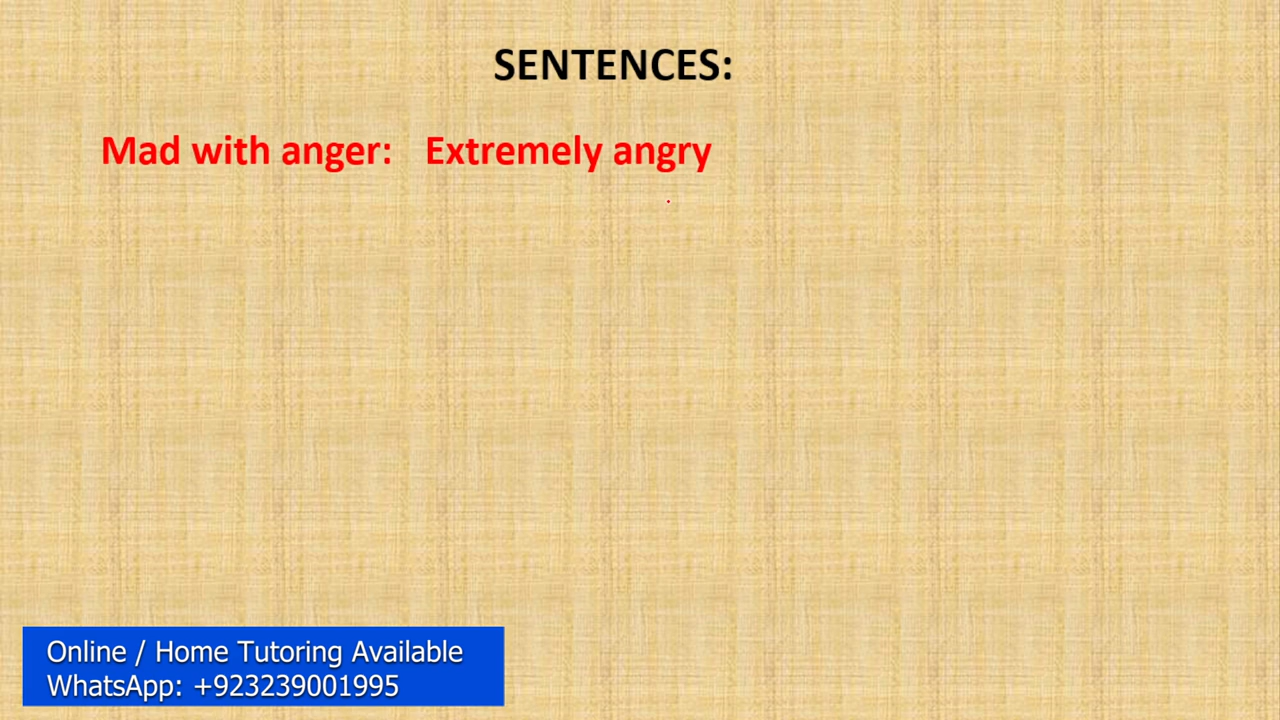 SENTENCES:
Mad with anger: Extremely angry
Online / Home Tutoring Available
WhatsApp: +923239001995